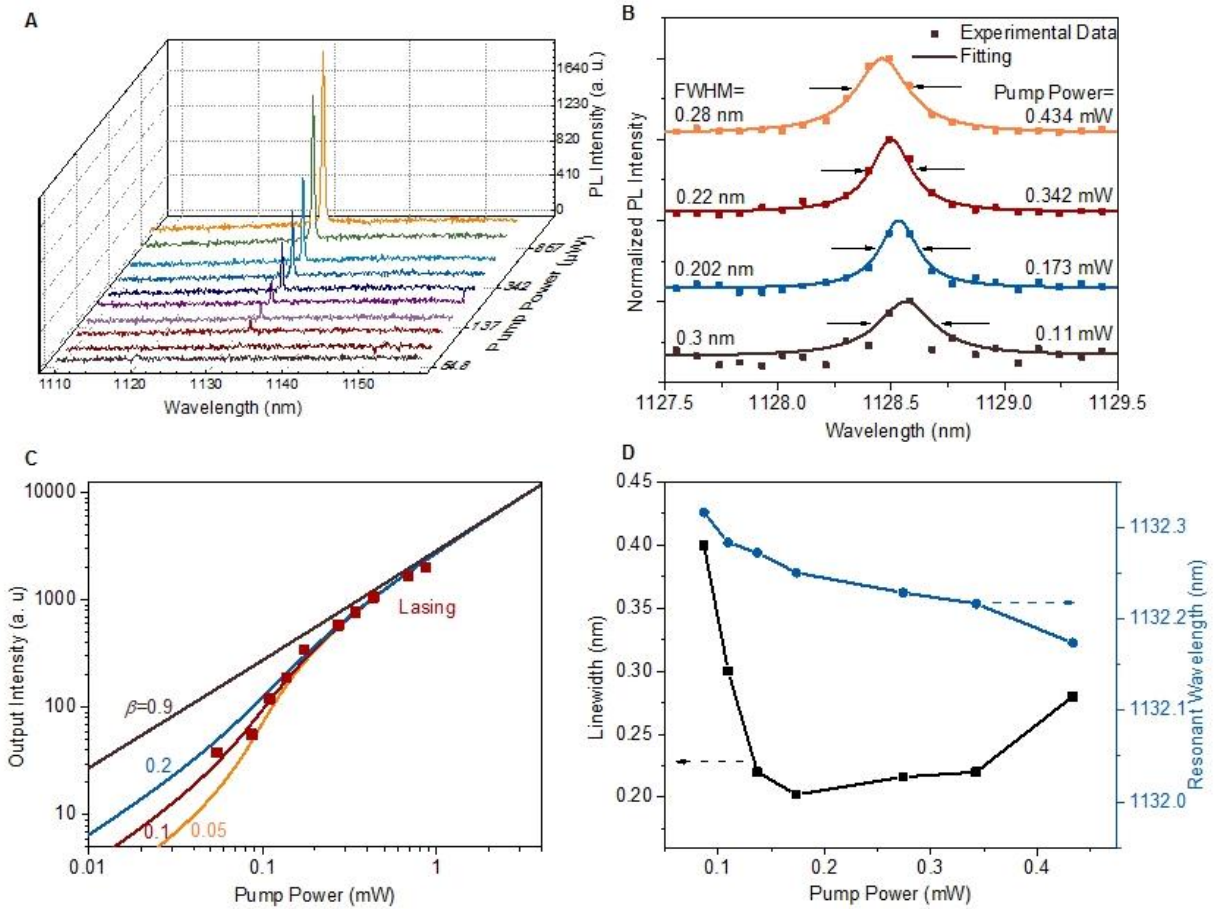 A
1640
1230
820
410
0
PL Intensity (a. u.)
867
342
137
54.8
Pump Power (μW)
1110
1120
1130
1140
1150
Wavelength (nm)
B
Experimental Data
Fitting
FWHM=
Pump Power=
0.28 nm
0.434 mW
0.22 nm
0.342 mW
0.202 nm
0.173 mW
0.3 nm
0.11 mW
Normalized PL Intensity
1127.5
1128.0
1128.5
1129.0
1129.5
Wavelength (nm)
C
10000
1000
100
10
Output Intensity (a. u)
Lasing
β=0.9
0.2
0.1
0.05
0.01
0.1
1
Pump Power (mW)
D
0.45
0.40
0.35
0.30
0.25
0.20
Linewidth (nm)
1132.3
1132.2
1132.1
1132.0
Resonant Wavelength (nm)
0.1
0.2
0.3
0.4
Pump Power (mW)